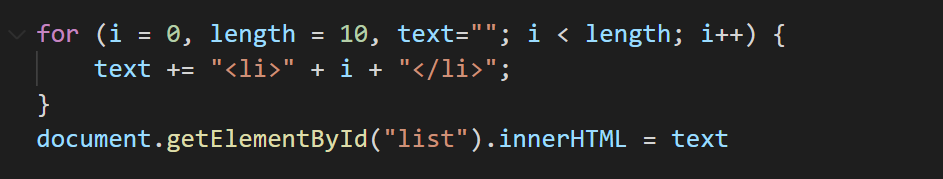 for (i = 0, length = 10, text=""; i < length; i++) {
    text += "<li>" + i + "</li>";
}
document.getElementById("list").innerHTML = text